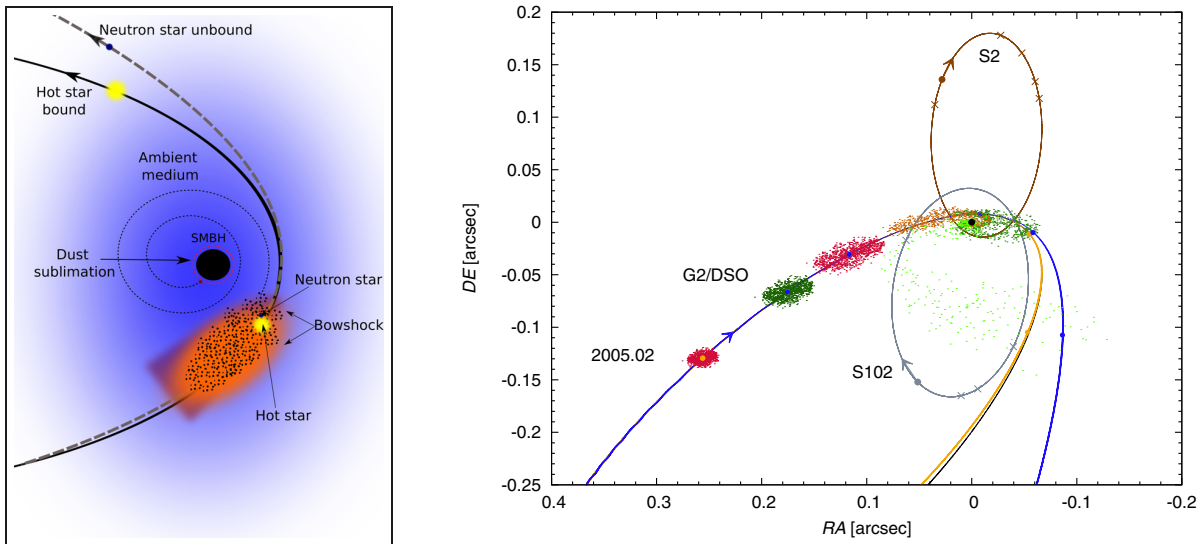 Neutron star unbound
Hot star
bound
Ambient
medium
SMBH
Dust
sublimation
Neutron star
Bowshock
Hot star
0.2
0.15
0.1
0.05
0
-0.05
-0.1
-0.15
-0.2
-0.25
DE [arcsec]
S2
G2/DSO
2005.02
S102
0.4 0.3 0.2 0.1 0 -0.1 -0.2
RA [arcsec]